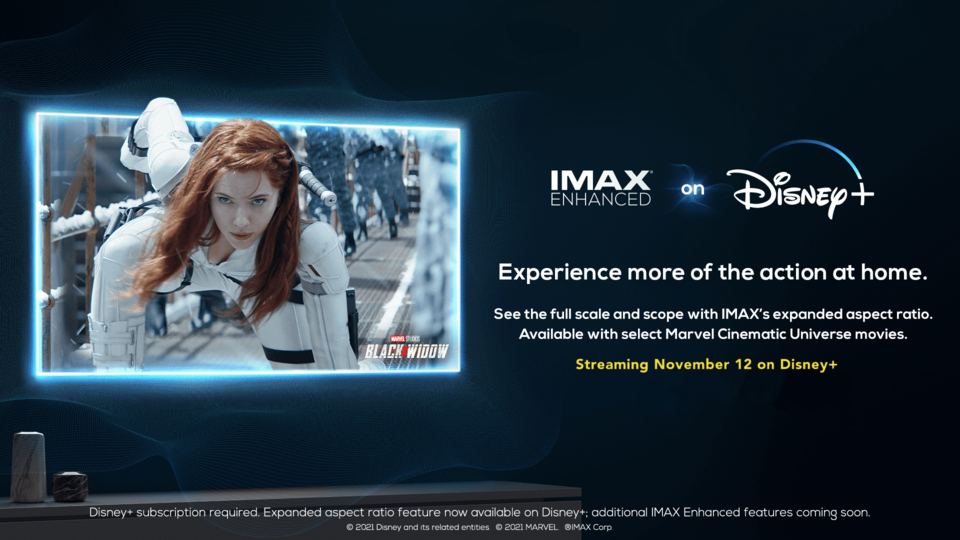 MARVEL STUDIOS
BLACK WIDOW
IMAX®
ENHANCED
on
Disney+
Experience more of the action at home.
See the full scale and scope with IMAX's expanded aspect ratio.
Available with select Marvel Cinematic Universe movies.
Streaming November 12 on Disney+
Disney+ subscription required. Expanded aspect ratio feature now available on Disney+; additional IMAX Enhanced features coming soon.
© 2021 Disney and its related entities © 2021 MARVEL ®IMAX Corp.